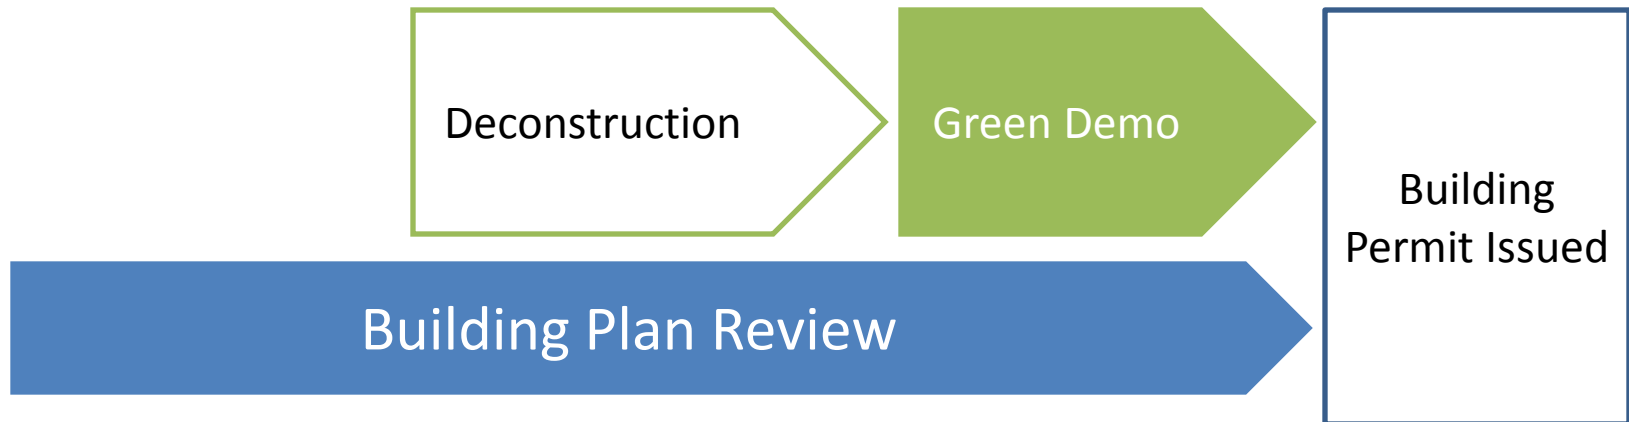 Deconstruction
Green Demo
Building
Permit Issued
Building Plan Review